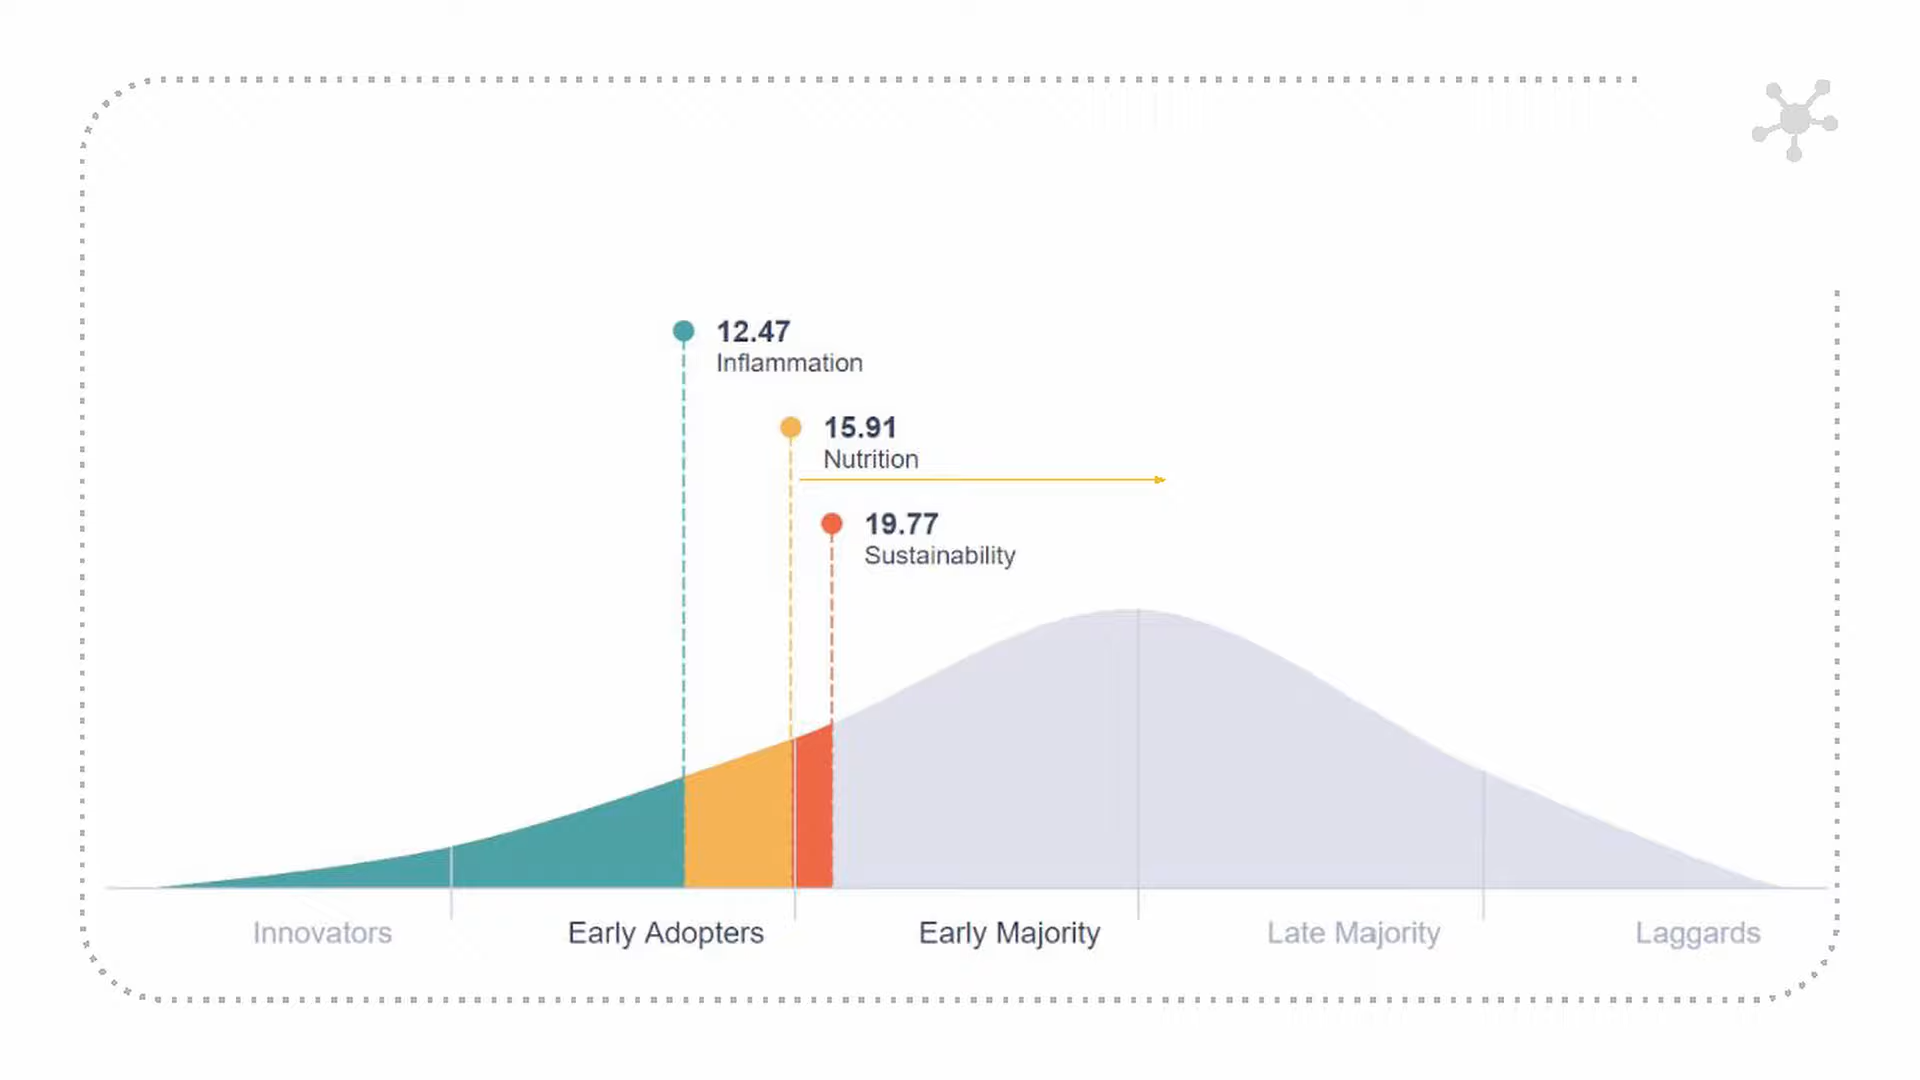 12.47
Inflammation
15.91
Nutrition
19.77
Sustainability
Innovators
Early Adopters
Early Majority
Late Majority
Laggards